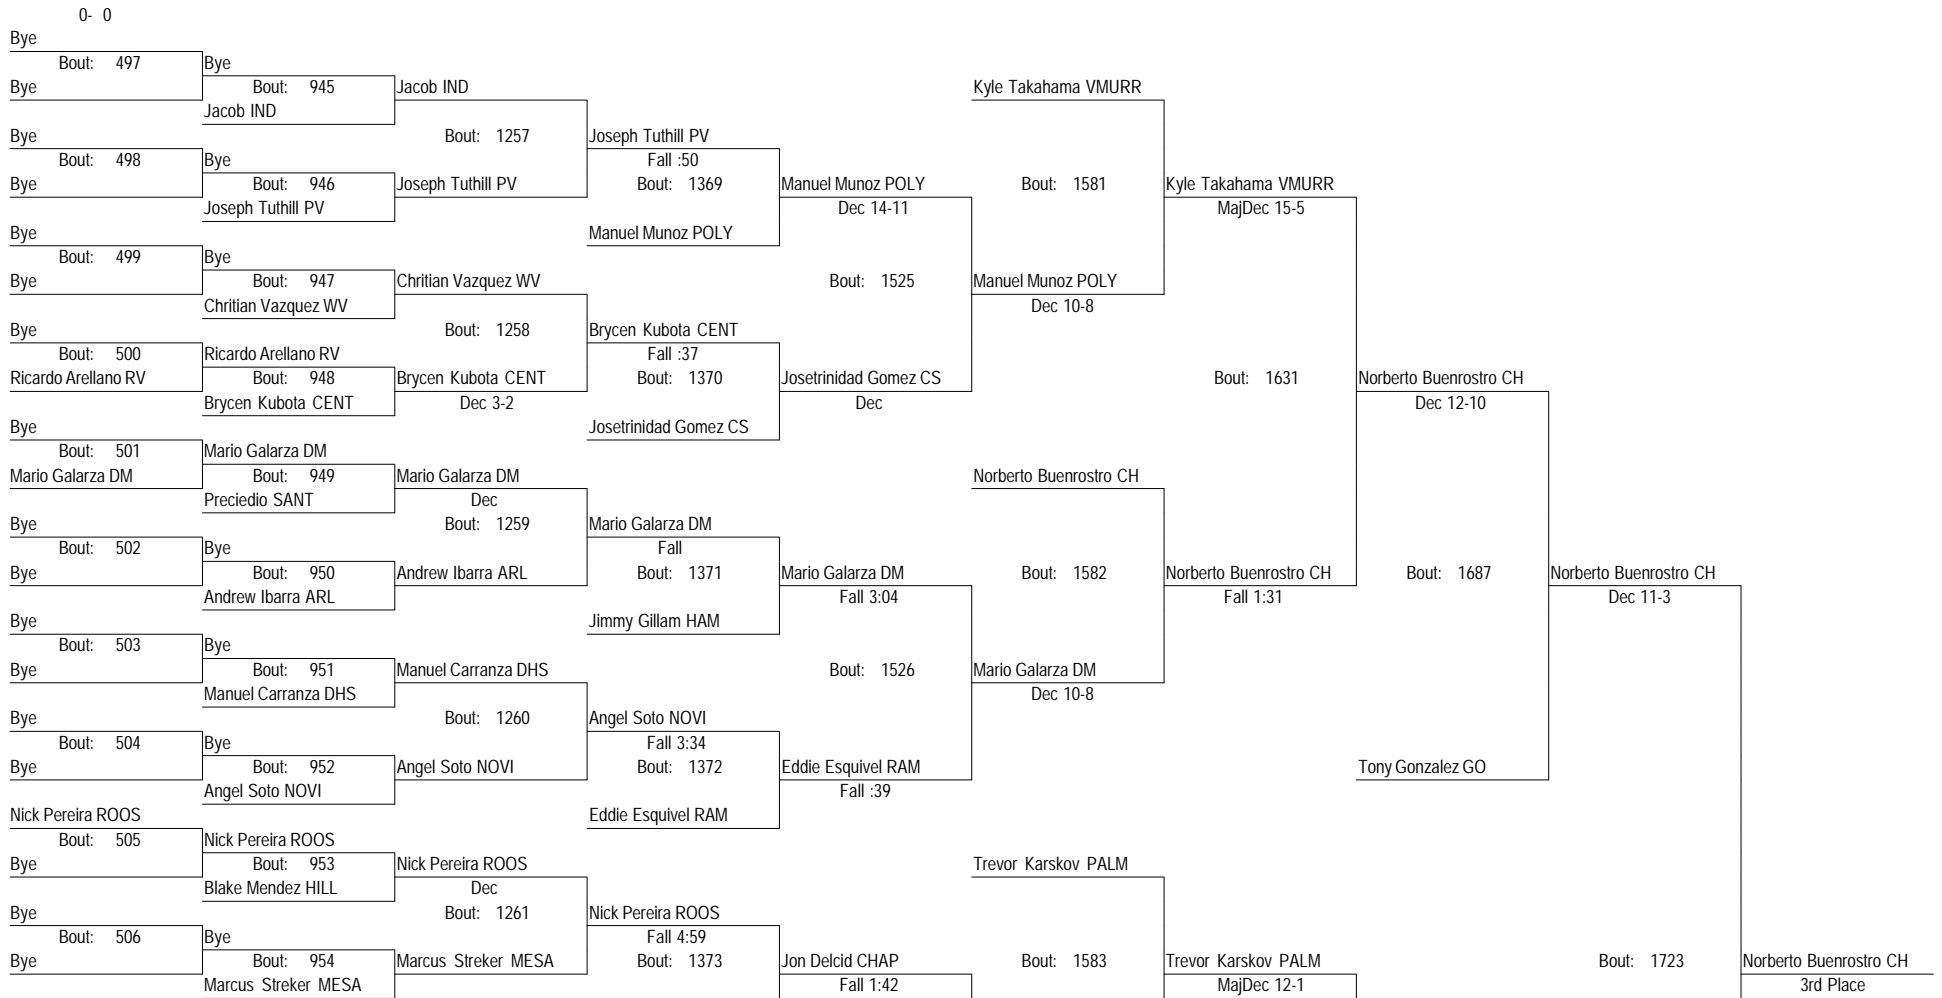 0- 0
Bye
Bout: 497 Bye
Bye Bout: 945 Jacob IND Kyle Takahama VMURR
Jacob IND
Bye Bout: 1257 Joseph Tuthill PV
Bout: 498 Bye Fall :50
Bye Bout: 946 Joseph Tuthill PV Bout: 1369 Manuel Munoz POLY Bout: 1581 Kyle Takahama VMURR
Joseph Tuthill PV Dec 14-11 MajDec 15-5
Bye Manuel Munoz POLY
Bout: 499 Bye
Bye Bout: 947 Chritian Vazquez WV Bout: 1525 Manuel Munoz POLY
Chritian Vazquez WV Dec 10-8
Bye Bout: 1258 Brycen Kubota CENT
Bout: 500 Ricardo Arellano RV Fall :37
Ricardo Arellano RV Bout: 948 Brycen Kubota CENT Bout: 1370 Josetrinidad Gomez CS Bout: 1631 Norberto Buenrostro CH
Brycen Kubota CENT Dec 3-2 Dec Dec 12-10
Bye Josetrinidad Gomez CS
Bout: 501 Mario Galarza DM
Mario Galarza DM Bout: 949 Mario Galarza DM Norberto Buenrostro CH
Preciedio SANT Dec
Bye Bout: 1259 Mario Galarza DM
Bout: 502 Bye Fall
Bye Bout: 950 Andrew Ibarra ARL Bout: 1371 Mario Galarza DM Bout: 1582 Norberto Buenrostro CH Bout: 1687 Norberto Buenrostro CH
Andrew Ibarra ARL Fall 3:04 Fall 1:31 Dec 11-3
Bye Jimmy Gillam HAM
Bout: 503 Bye
Bye Bout: 951 Manuel Carranza DHS Bout: 1526 Mario Galarza DM
Manuel Carranza DHS Dec 10-8
Bye Bout: 1260 Angel Soto NOVI
Bout: 504 Bye Fall 3:34
Bye Bout: 952 Angel Soto NOVI Bout: 1372 Eddie Esquivel RAM Tony Gonzalez GO
Angel Soto NOVI Fall :39
Nick Pereira ROOS Eddie Esquivel RAM
Bout: 505 Nick Pereira ROOS
Bye Bout: 953 Nick Pereira ROOS Trevor Karskov PALM
Blake Mendez HILL Dec
Bye Bout: 1261 Nick Pereira ROOS
Bout: 506 Bye Fall 4:59
Bye Bout: 954 Marcus Streker MESA Bout: 1373 Jon Delcid CHAP Bout: 1583 Trevor Karskov PALM Bout: 1723 Norberto Buenrostro CH
Marcus Streker MESA Fall 1:42 MajDec 12-1 3rd Place